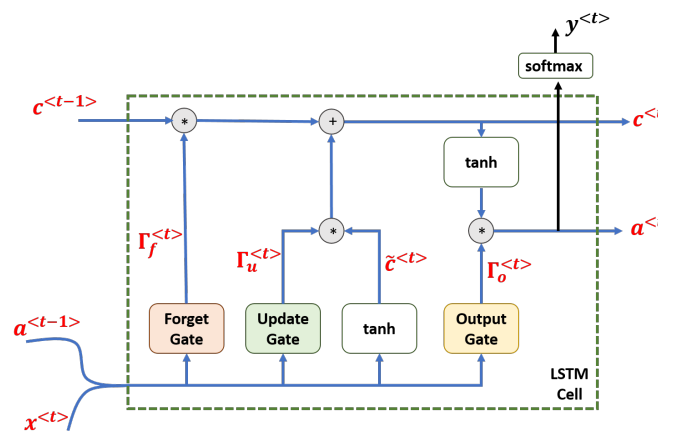 y<t>
softmax
c<t−1>
*
+
c<t
tanh
Γf<t>
Γu<t>
*
c̃<t>
*
a<t
Γo<t>
a<t−1>
Forget
Gate
Update
Gate
tanh
Output
Gate
x<t>
LSTM
Cell